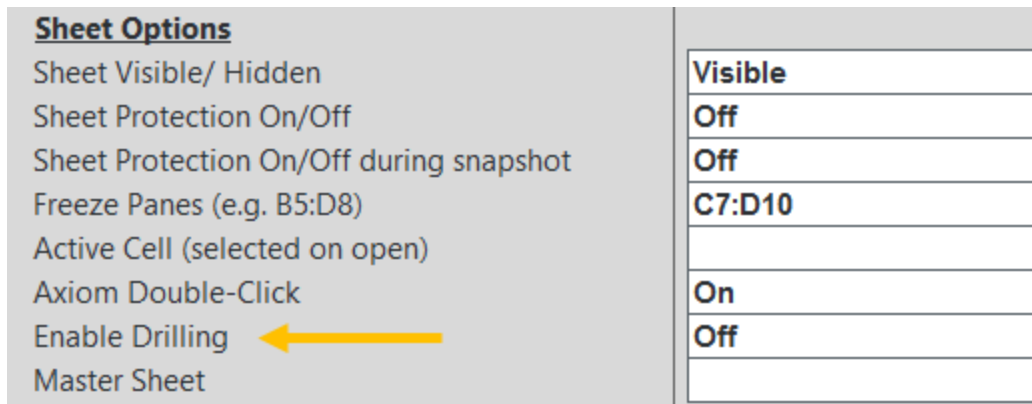 Sheet Options
Sheet Visible/ Hidden Visible
Sheet Protection On/Off Off
Sheet Protection On/Off during snapshot Off
Freeze Panes (e.g. B5:D8) C7:D10
Active Cell (selected on open)
Axiom Double-Click On
Enable Drilling Off
Master Sheet